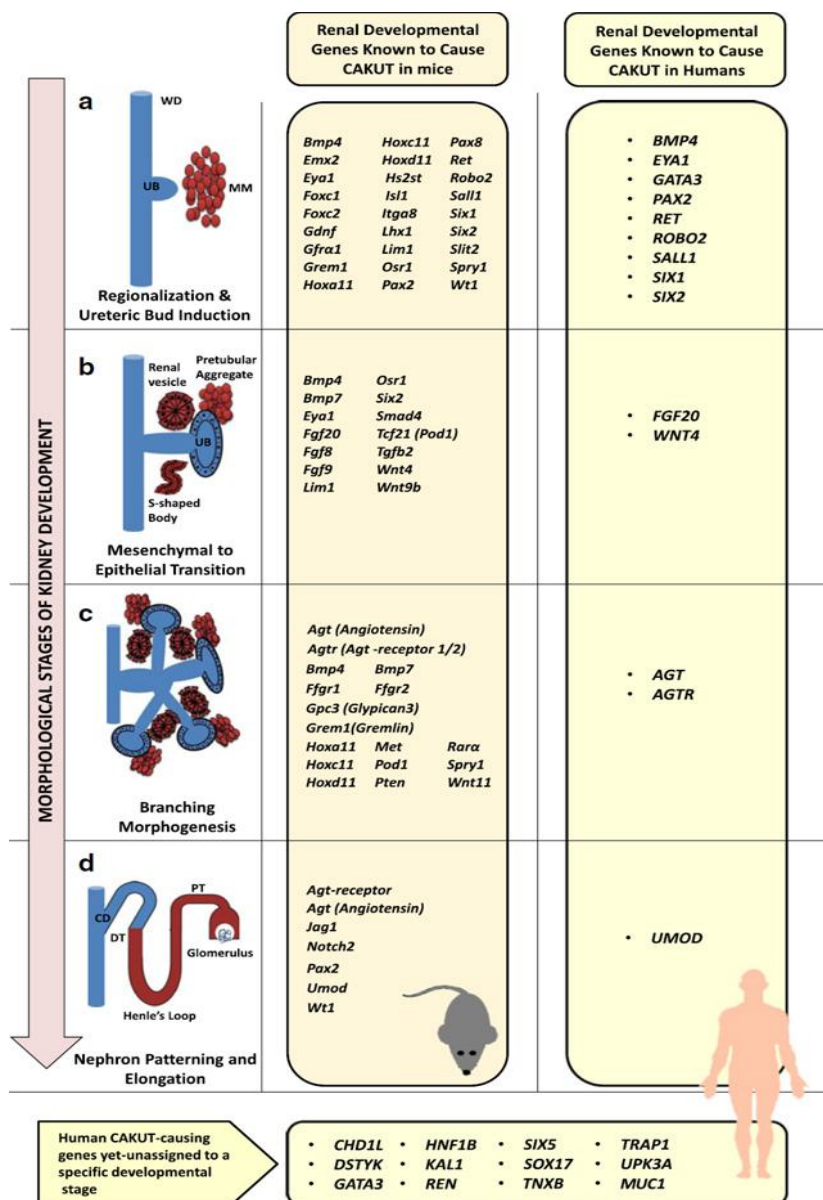 Renal Developmental
Genes Known to Cause
CAKUT in mice
Renal Developmental
Genes Known to Cause
CAKUT in Humans
MORPHOLOGICAL STAGES OF KIDNEY DEVELOPMENT
a
WD
UB
MM
Regionalization &
Ureteric Bud Induction
Bmp4 Hoxc11 Pax8
Emx2 Hoxd11 Ret
Eya1 Hs2st Robo2
Foxc1 Isl1 Sall1
Foxc2 Itga8 Six1
Gdnf Lhx1 Six2
Gfrα1 Lim1 Slit2
Grem1 Osr1 Spry1
Hoxa11 Pax2 Wt1
• BMP4
• EYA1
• GATA3
• PAX2
• RET
• ROBO2
• SALL1
• SIX1
• SIX2
b
Renal
vesicle
Pretubular
Aggregate
UB
S-shaped
Body
Mesenchymal to
Epithelial Transition
Bmp4 Osr1
Bmp7 Six2
Eya1 Smad4
Fgf20 Tcf21 (Pod1)
Fgf8 Tgfb2
Fgf9 Wnt4
Lim1 Wnt9b
• FGF20
• WNT4
c
Branching
Morphogenesis
Agt (Angiotensin)
Agtr (Agt -receptor 1/2)
Bmp4 Bmp7
Ffgr1 Ffgr2
Gpc3 (Glypican3)
Grem1(Gremlin)
Hoxa11 Met Rarα
Hoxc11 Pod1 Spry1
Hoxd11 Pten Wnt11
• AGT
• AGTR
d
PT
CD
DT
Glomerulus
Henle's Loop
Nephron Patterning and
Elongation
Agt-receptor
Agt (Angiotensin)
Jag1
Notch2
Pax2
Umod
Wt1
• UMOD
Human CAKUT-causing
genes yet-unassigned to a
specific developmental
stage
• CHD1L • HNF1B • SIX5 • TRAP1
• DSTYK • KAL1 • SOX17 • UPK3A
• GATA3 • REN • TNXB • MUC1